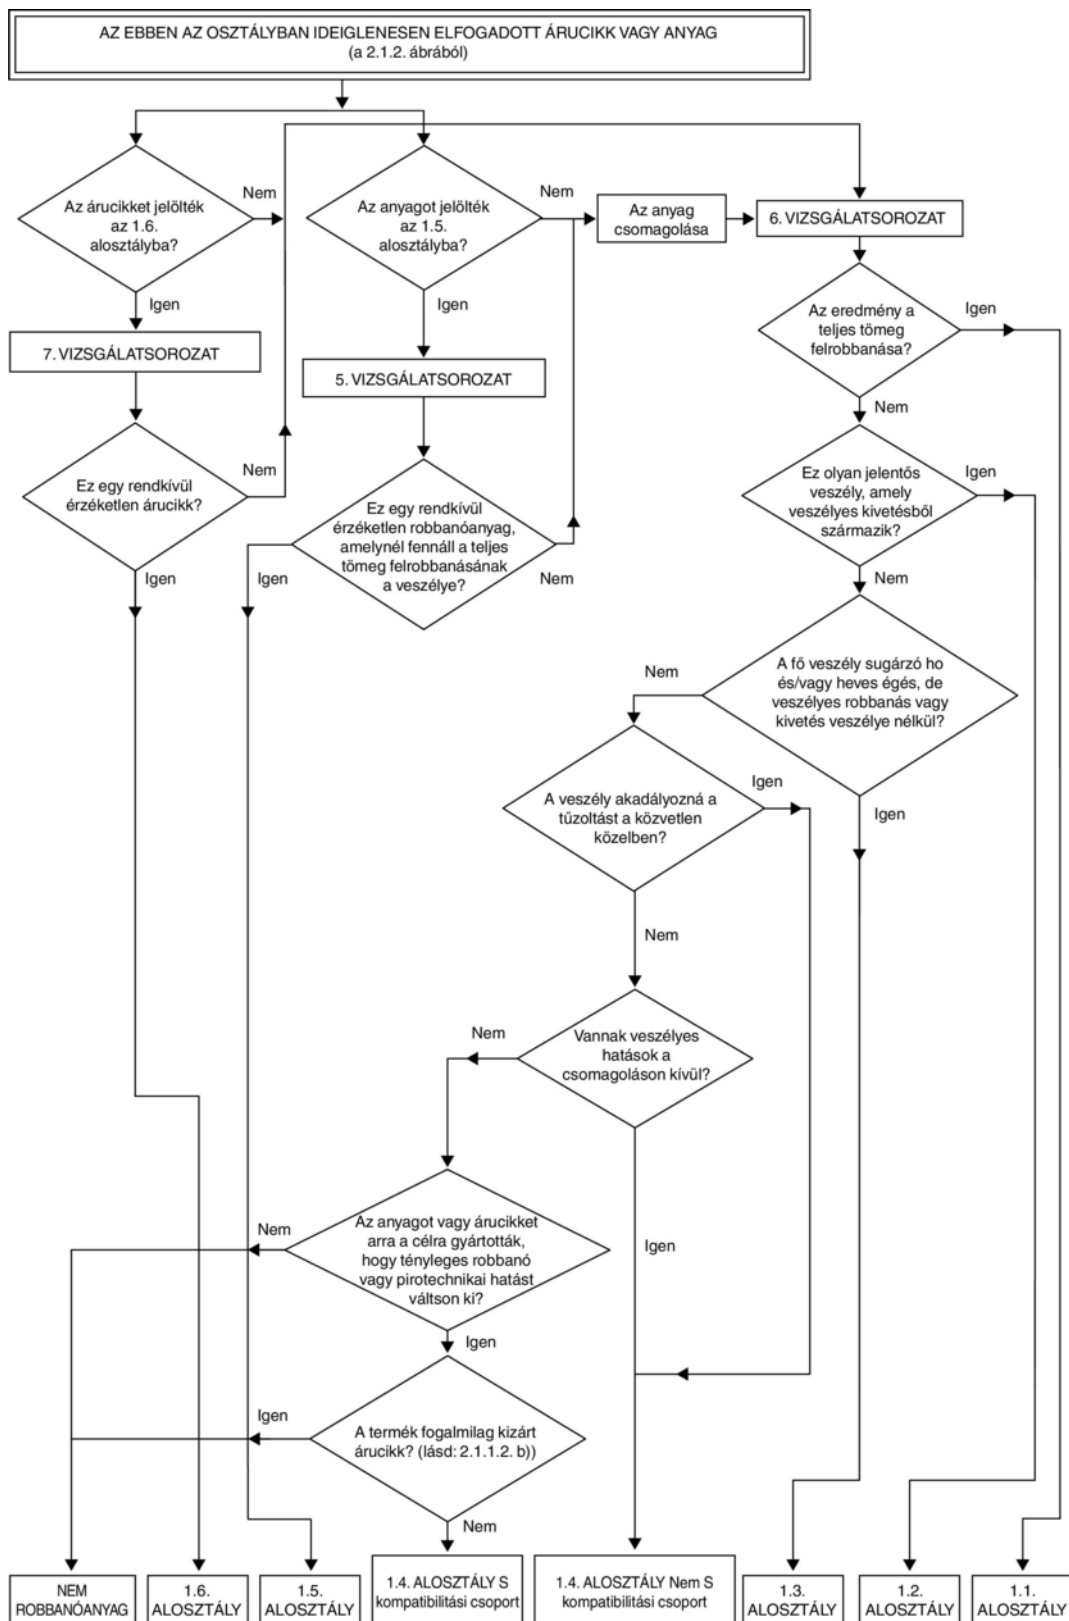 AZ EBBEN AZ OSZTÁLYBAN IDEIGLENESEN ELFOGADOTT ÁRUCIKK VAGY ANYAG
(a 2.1.2. ábrából)
Az árucikket jelölték
az 1.6.
alosztályba?
Nem
Igen
Az anyagot jelölték
az 1.5.
alosztályba?
Nem
Igen
Az anyag
csomagolása
6. VIZSGÁLATSOROZAT
7. VIZSGÁLATSOROZAT
5. VIZSGÁLATSOROZAT
Az eredmény a
teljes tömeg
felrobbanása?
Igen
Nem
Ez egy rendkívül
érzéketlen árucikk?
Nem
Igen
Ez egy rendkívül
érzéketlen robbanóanyag,
amelynél fennáll a teljes
tömeg felrobbanásának
a veszélye?
Igen
Nem
Ez olyan jelentős
veszély, amely
veszélyes kivetésből
származik?
Igen
Nem
A fő veszély sugárzó ho
és/vagy heves égés, de
veszélyes robbanás vagy
kivetés veszélye nélkül?
Nem
Igen
A veszély akadályozná a
tűzoltást a közvetlen
közelben?
Igen
Nem
Vannak veszélyes
hatások a
csomagoláson kívül?
Nem
Igen
Az anyagot vagy árucikket
arra a célra gyártották,
hogy tényleges robbanó
vagy pirotechnikai hatást
váltson ki?
Nem
Igen
A termék fogalmilag kizárt
árucikk? (lásd: 2.1.1.2. b))
Igen
Nem
NEM
ROBBANÓANYAG
1.6.
ALOSZTÁLY
1.5.
ALOSZTÁLY
1.4. ALOSZTÁLY S
kompatibilitási csoport
1.4. ALOSZTÁLY Nem S
kompatibilitási csoport
1.3.
ALOSZTÁLY
1.2.
ALOSZTÁLY
1.1.
ALOSZTÁLY